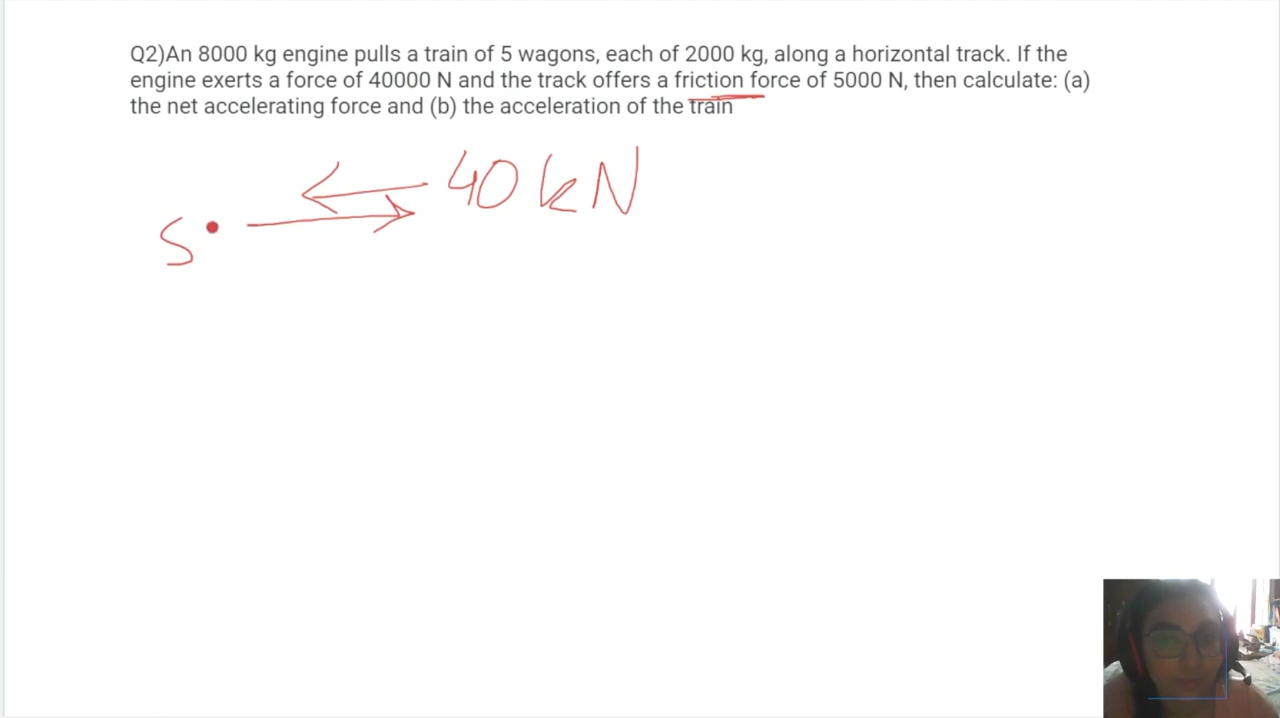 Q2)An 8000 kg engine pulls a train of 5 wagons, each of 2000 kg, along a horizontal track. If the
engine exerts a force of 40000 N and the track offers a friction force of 5000 N, then calculate: (a)
the net accelerating force and (b) the acceleration of the train
40 kN
5